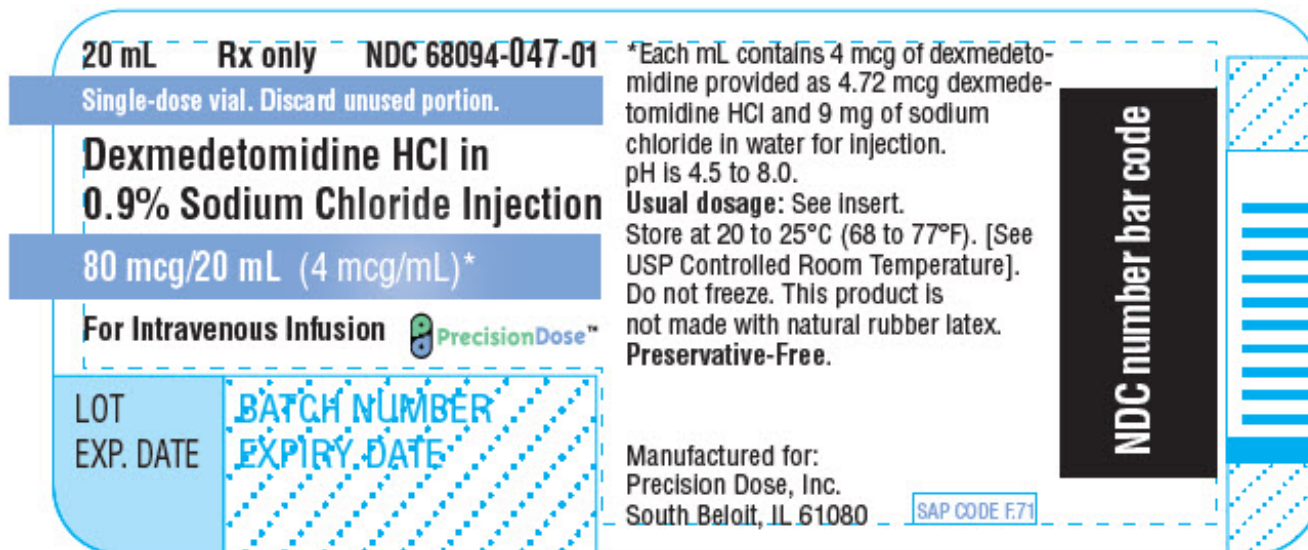 20 mL Rx only NDC 68094-047-01
Single-dose vial. Discard unused portion.
Dexmedetomidine HCl in
0.9% Sodium Chloride Injection
80 mcg/20 mL (4 mcg/mL)*
For Intravenous Infusion PrecisionDose™
LOT BATCH NUMBER
EXP. DATE EXPIRY DATE
*Each mL contains 4 mcg of dexmedeto-
midine provided as 4.72 mcg dexmede-
tomidine HCl and 9 mg of sodium
chloride in water for injection.
pH is 4.5 to 8.0.
Usual dosage: See insert.
Store at 20 to 25°C (68 to 77°F). [See
USP Controlled Room Temperature].
Do not freeze. This product is
not made with natural rubber latex.
Preservative-Free.
Manufactured for:
Precision Dose, Inc.
South Beloit, IL 61080
SAP CODE F.71
NDC number bar code